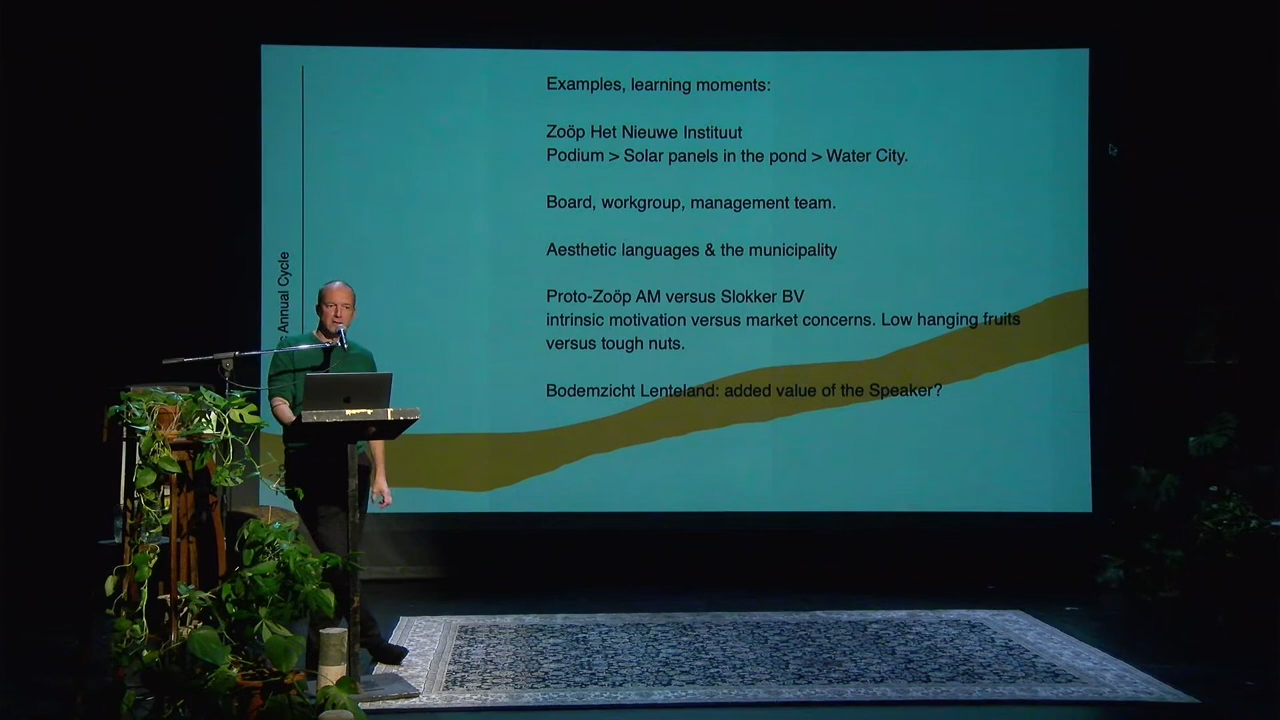 Examples, learning moments:
Zoöp Het Nieuwe Instituut
Podium > Solar panels in the pond > Water City.
Board, workgroup, management team.
Aesthetic languages & the municipality
Proto-Zoöp AM versus Slokker BV
intrinsic motivation versus market concerns. Low hanging fruits
versus tough nuts.
Bodemzicht Lenteland: added value of the Speaker?
Annual Cycle